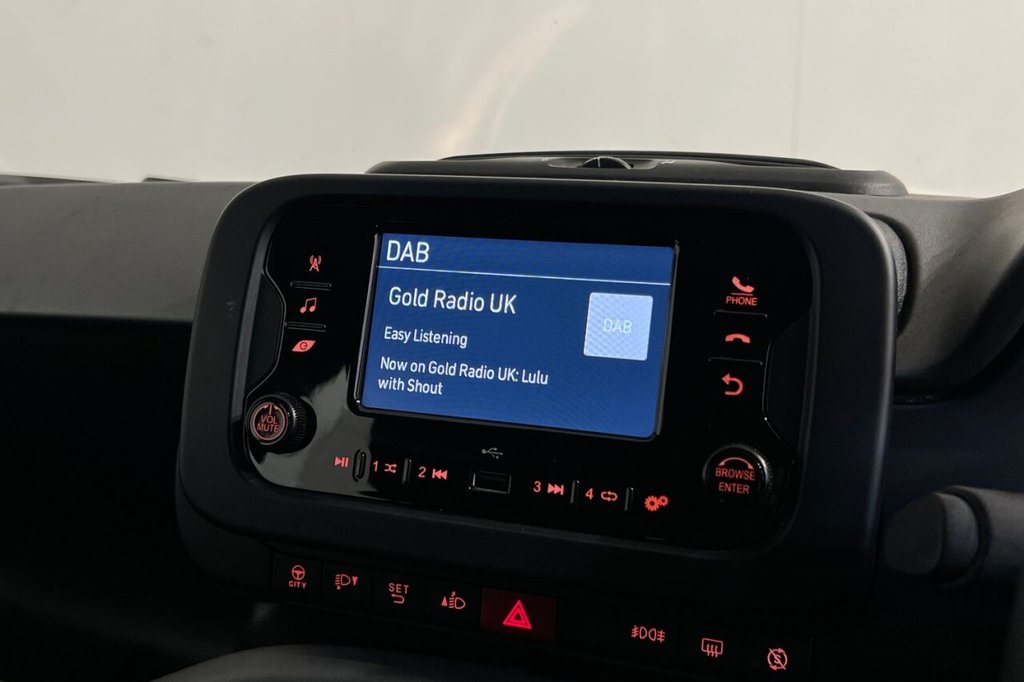 DAB
Gold Radio UK
DAB
Easy Listening
Now on Gold Radio UK: Lulu
with Shout
PHONE
VOL
MUTE
1
2
3
4
BROWSE
ENTER
CITY
SET